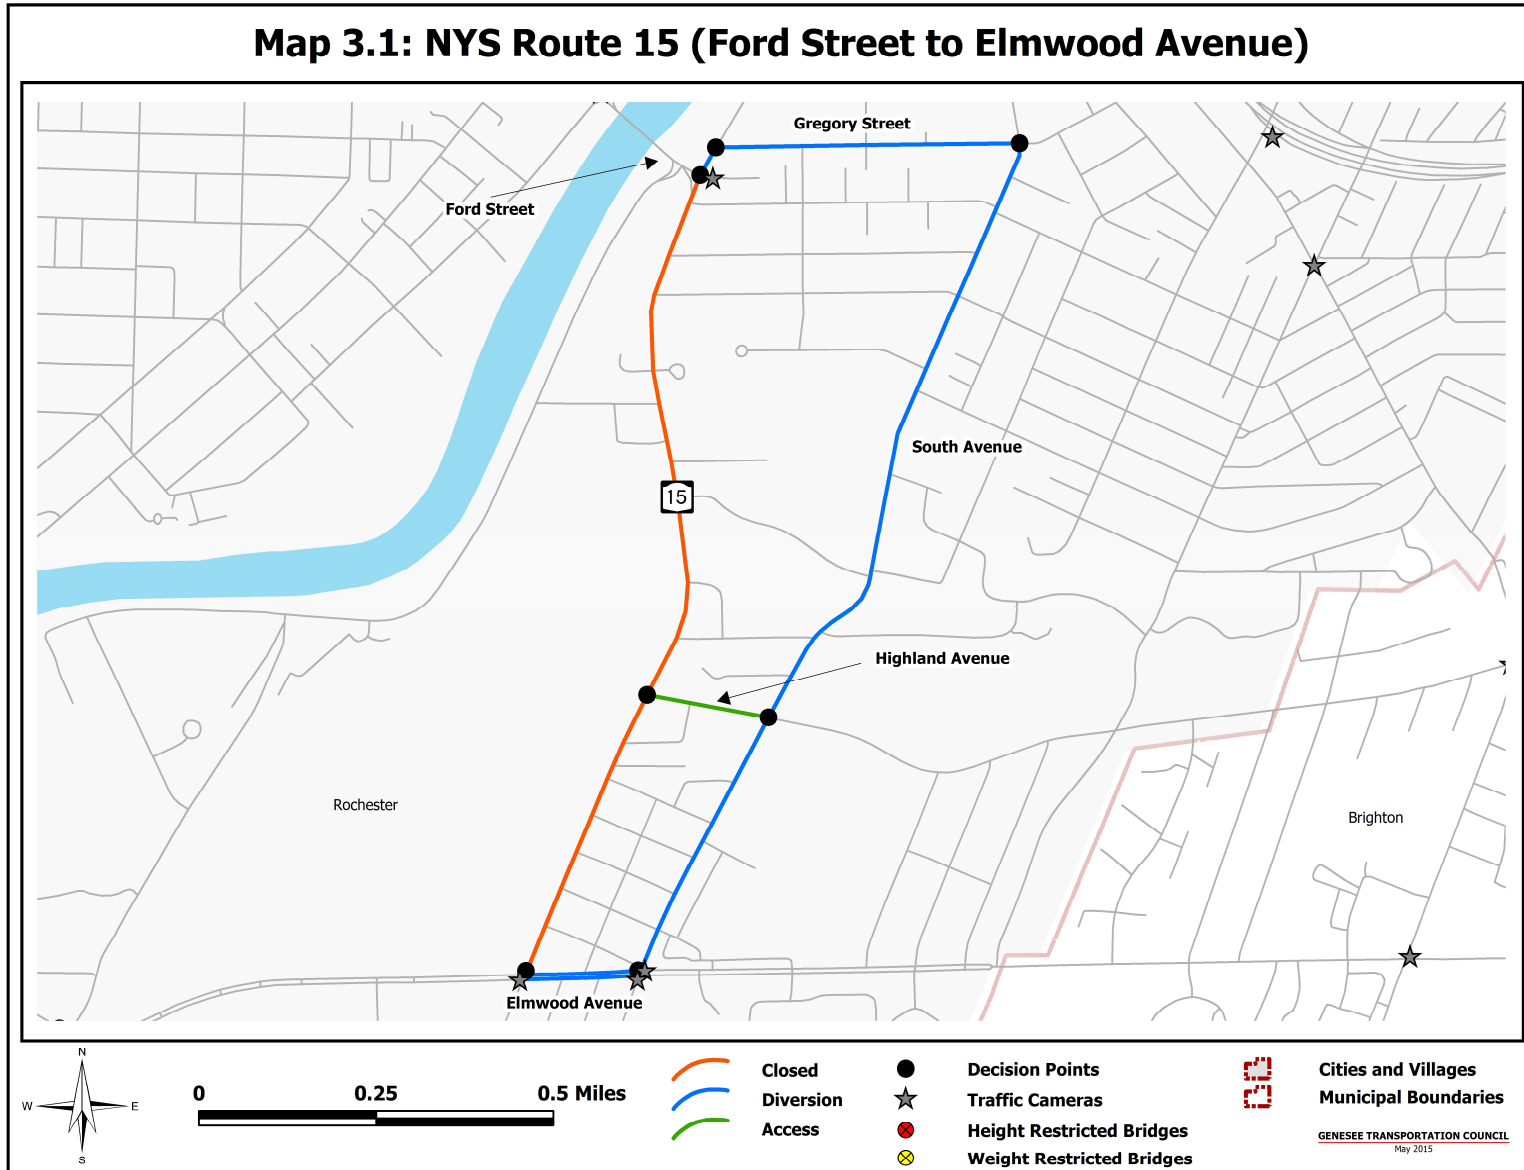 Map 3.1: NYS Route 15 (Ford Street to Elmwood Avenue)
Gregory Street
Ford Street
South Avenue
15
Highland Avenue
Rochester
Brighton
Elmwood Avenue
N
W
E
S
0
0.25
0.5 Miles
Closed
Diversion
Access
Decision Points
Traffic Cameras
Height Restricted Bridges
Weight Restricted Bridges
Cities and Villages
Municipal Boundaries
GENESEE TRANSPORTATION COUNCIL
May 2015